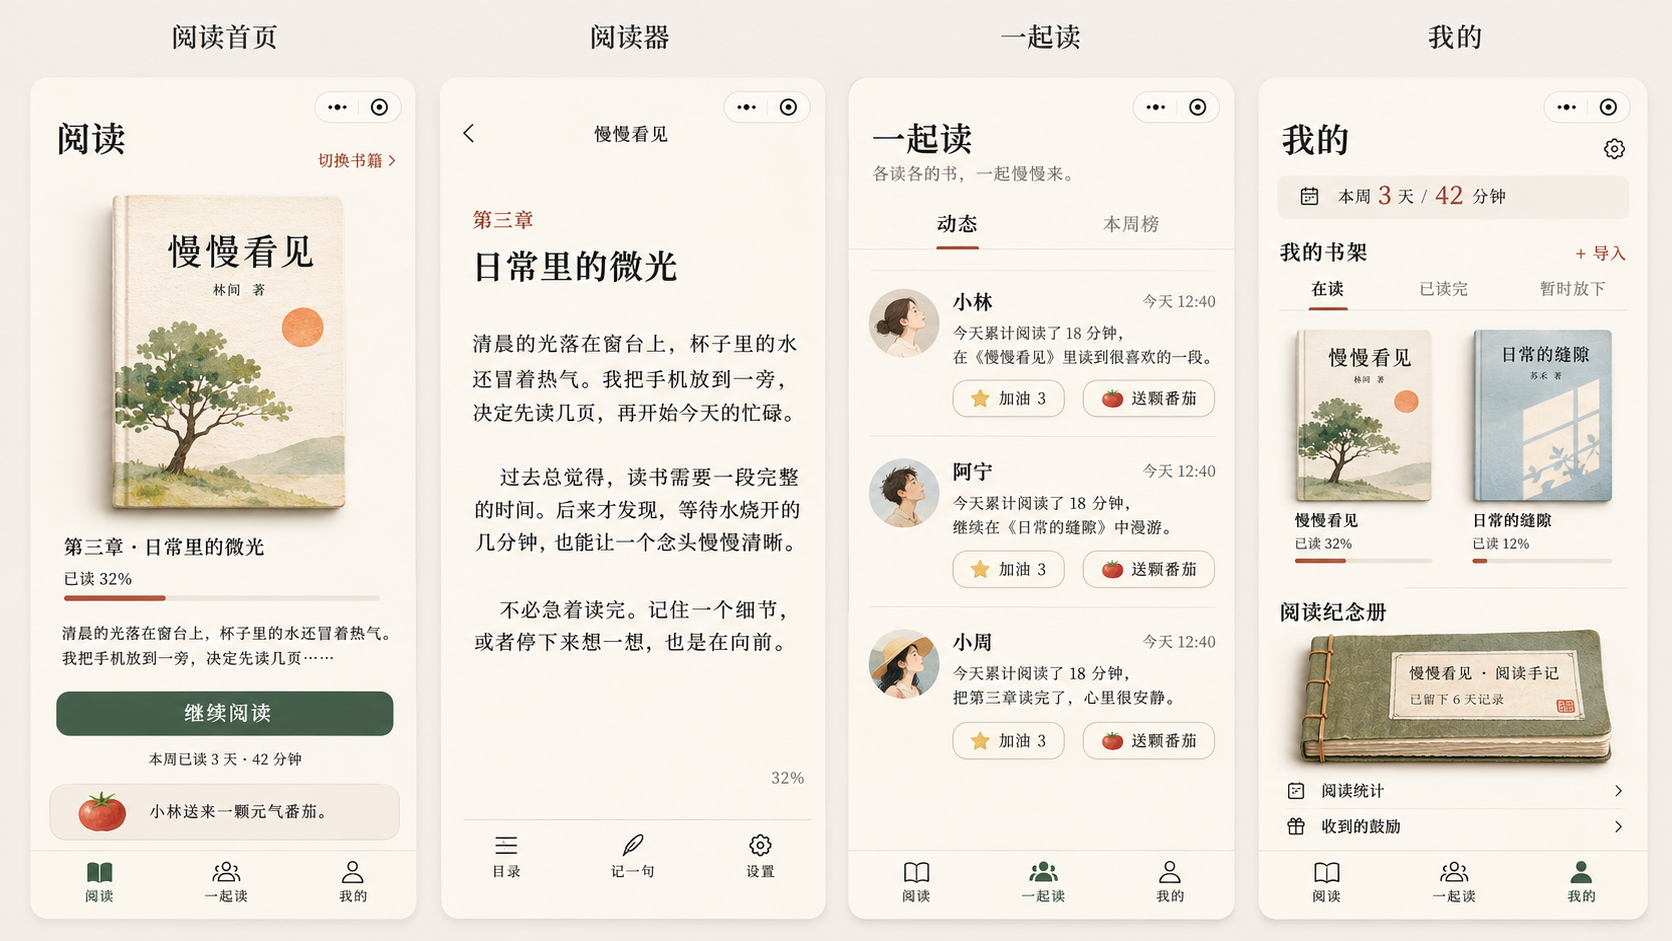 阅读首页
阅读
切换书籍
慢慢看见
林间 著
第三章·日常里的微光
已读 32%
清晨的光落在窗台上，杯子里的水还冒着热气。
我把手机放到一旁，决定先读几页……
继续阅读
本周已读 3 天·42 分钟
小林送来一颗元气番茄。
阅读
一起读
我的
阅读器
慢慢看见
第三章
日常里的微光
清晨的光落在窗台上，杯子里的水
还冒着热气。我把手机放到一旁，
决定先读几页，再开始今天的忙碌。
过去总觉得，读书需要一段完整
的时间。后来才发现，等待水烧开的
几分钟，也能让一个念头慢慢清晰。
不必急着读完。记住一个细节，
或者停下来想一想，也是在向前。
32%
目录
记一句
设置
一起读
一起读
各读各的书，一起慢慢来。
动态
本周榜
小林
今天 12:40
今天累计阅读了 18 分钟，
在《慢慢看见》里读到很喜欢的一段。
加油 3
送颗番茄
阿宁
今天 12:40
今天累计阅读了 18 分钟，
继续在《日常的缝隙》中漫游。
加油 3
送颗番茄
小周
今天 12:40
今天累计阅读了 18 分钟，
把第三章读完了，心里很安静。
加油 3
送颗番茄
阅读
一起读
我的
我的
我的
本周 3 天 / 42 分钟
我的书架
+ 导入
在读
已读完
暂时放下
慢慢看见
林间 著
慢慢看见
已读 32%
日常的缝隙
苏禾 著
日常的缝隙
已读 12%
阅读纪念册
慢慢看见 · 阅读手记
已留下 6 天记录
阅读统计
收到的鼓励
阅读
一起读
我的